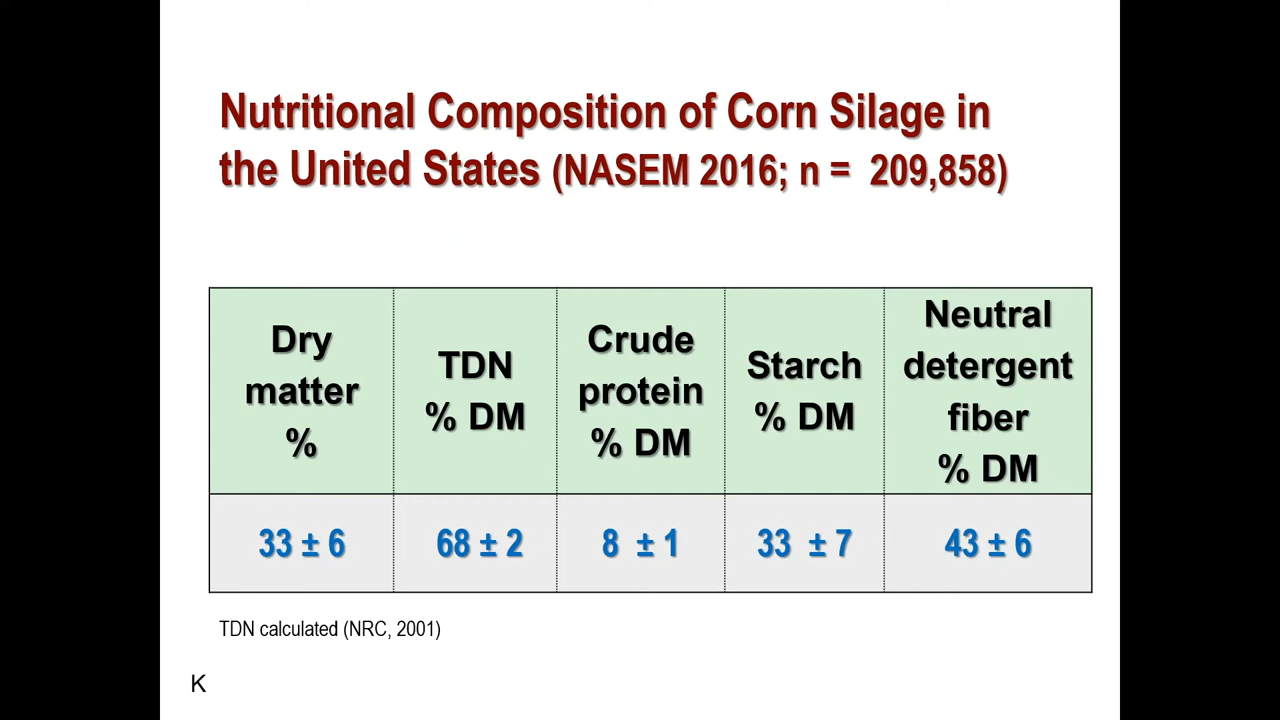 Nutritional Composition of Corn Silage in
the United States (NASEM 2016; n = 209,858)
Dry
matter
%
TDN
% DM
Crude
protein
% DM
Starch
% DM
Neutral
detergent
fiber
% DM
33 ± 6
68 ± 2
8 ± 1
33 ± 7
43 ± 6
TDN calculated (NRC, 2001)
K